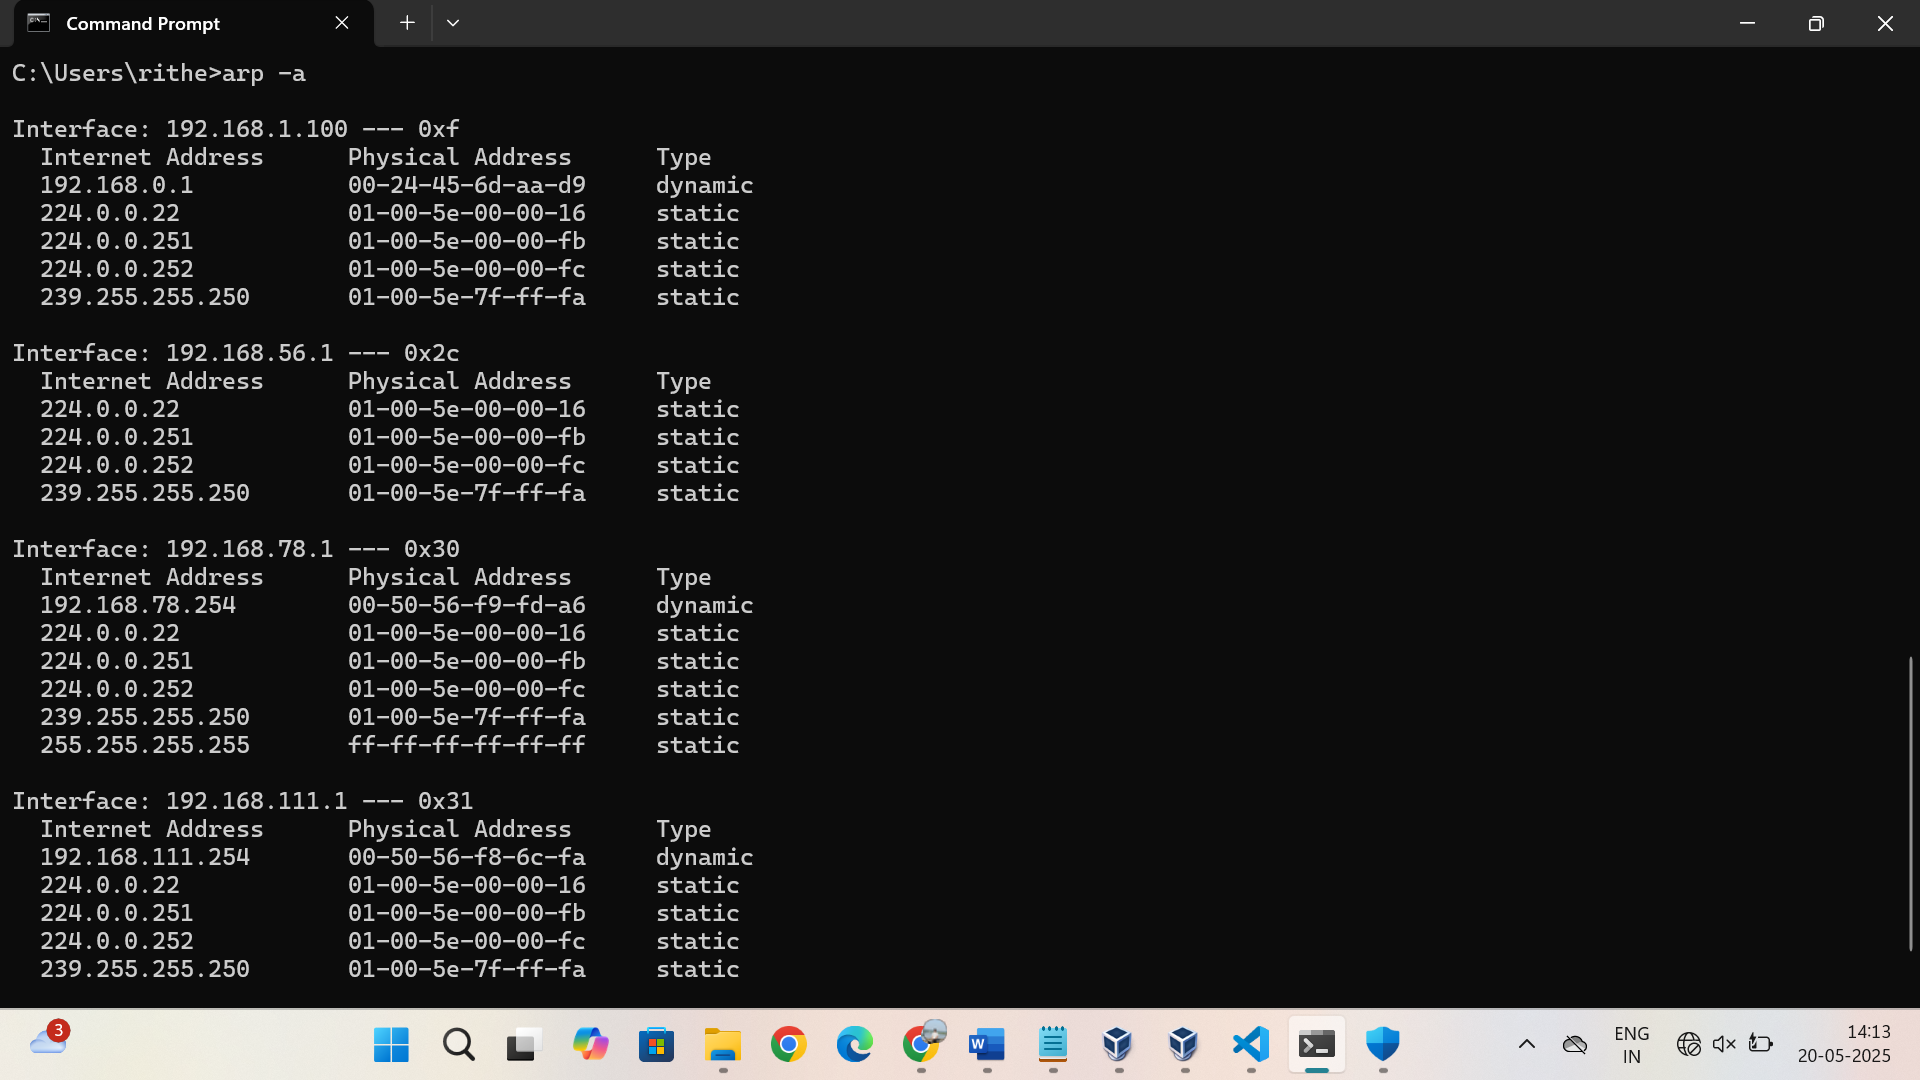 Command Prompt
C:\Users\rithe>arp -a
Interface: 192.168.1.100 --- 0xf
Internet Address Physical Address Type
192.168.0.1 00-24-45-6d-aa-d9 dynamic
224.0.0.22 01-00-5e-00-00-16 static
224.0.0.251 01-00-5e-00-00-fb static
224.0.0.252 01-00-5e-00-00-fc static
239.255.255.250 01-00-5e-7f-ff-fa static
Interface: 192.168.56.1 --- 0x2c
Internet Address Physical Address Type
224.0.0.22 01-00-5e-00-00-16 static
224.0.0.251 01-00-5e-00-00-fb static
224.0.0.252 01-00-5e-00-00-fc static
239.255.255.250 01-00-5e-7f-ff-fa static
Interface: 192.168.78.1 --- 0x30
Internet Address Physical Address Type
192.168.78.254 00-50-56-f9-fd-a6 dynamic
224.0.0.22 01-00-5e-00-00-16 static
224.0.0.251 01-00-5e-00-00-fb static
224.0.0.252 01-00-5e-00-00-fc static
239.255.255.250 01-00-5e-7f-ff-fa static
255.255.255.255 ff-ff-ff-ff-ff-ff static
Interface: 192.168.111.1 --- 0x31
Internet Address Physical Address Type
192.168.111.254 00-50-56-f8-6c-fa dynamic
224.0.0.22 01-00-5e-00-00-16 static
224.0.0.251 01-00-5e-00-00-fb static
224.0.0.252 01-00-5e-00-00-fc static
239.255.255.250 01-00-5e-7f-ff-fa static
3
W
ENG
IN
14:13
20-05-2025